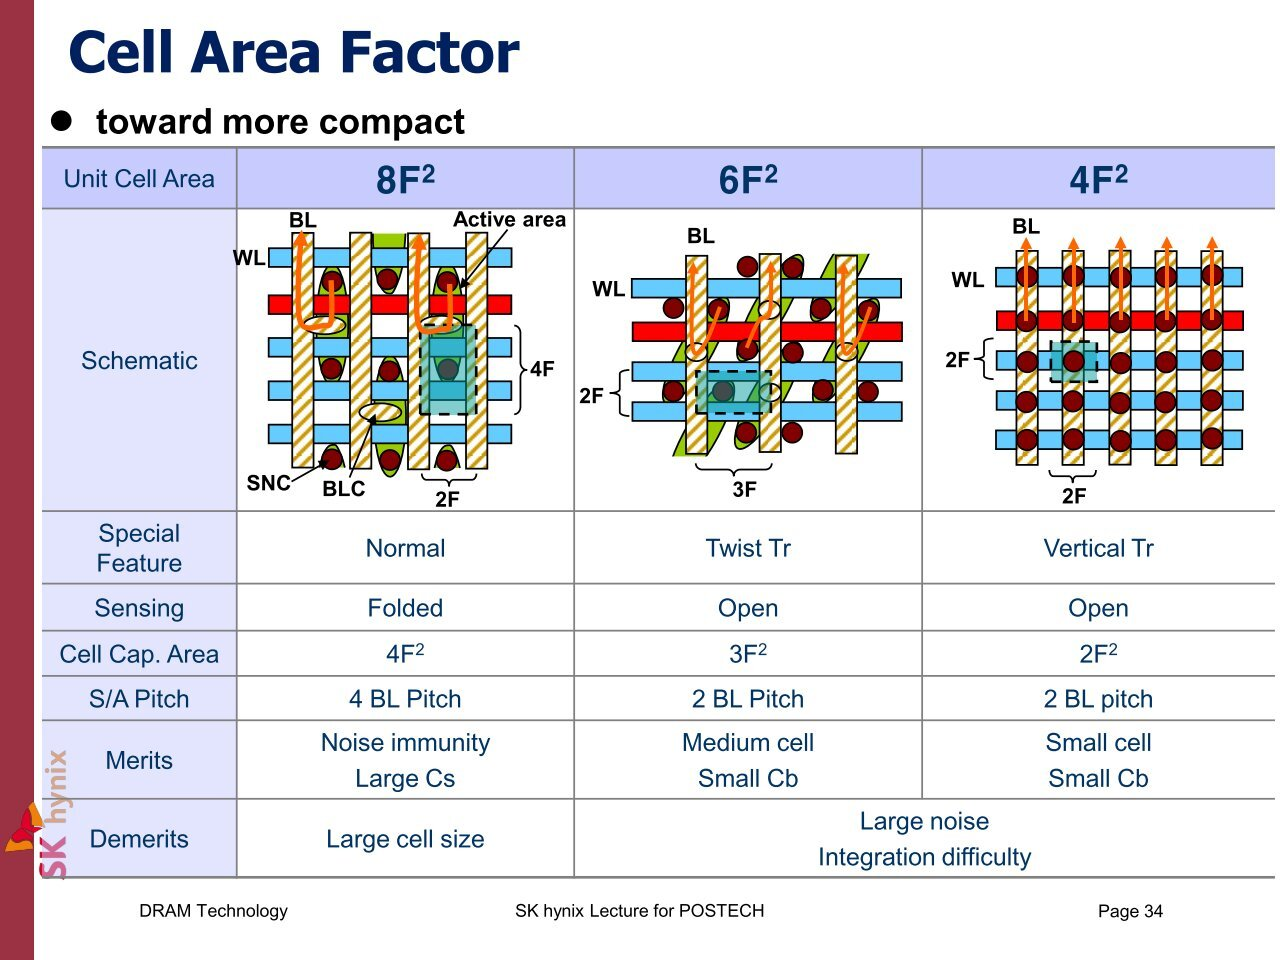 Cell Area Factor
● toward more compact
Unit Cell Area
8F²
6F²
4F²
Schematic
BL
Active area
WL
4F
SNC
BLC
2F
BL
WL
2F
3F
BL
WL
2F
2F
Special
Feature
Normal
Twist Tr
Vertical Tr
Sensing
Folded
Open
Open
Cell Cap. Area
4F²
3F²
2F²
S/A Pitch
4 BL Pitch
2 BL Pitch
2 BL pitch
Merits
Noise immunity
Large Cs
Medium cell
Small Cb
Small cell
Small Cb
Demerits
Large cell size
Large noise
Integration difficulty
SK hynix
DRAM Technology
SK hynix Lecture for POSTECH
Page 34